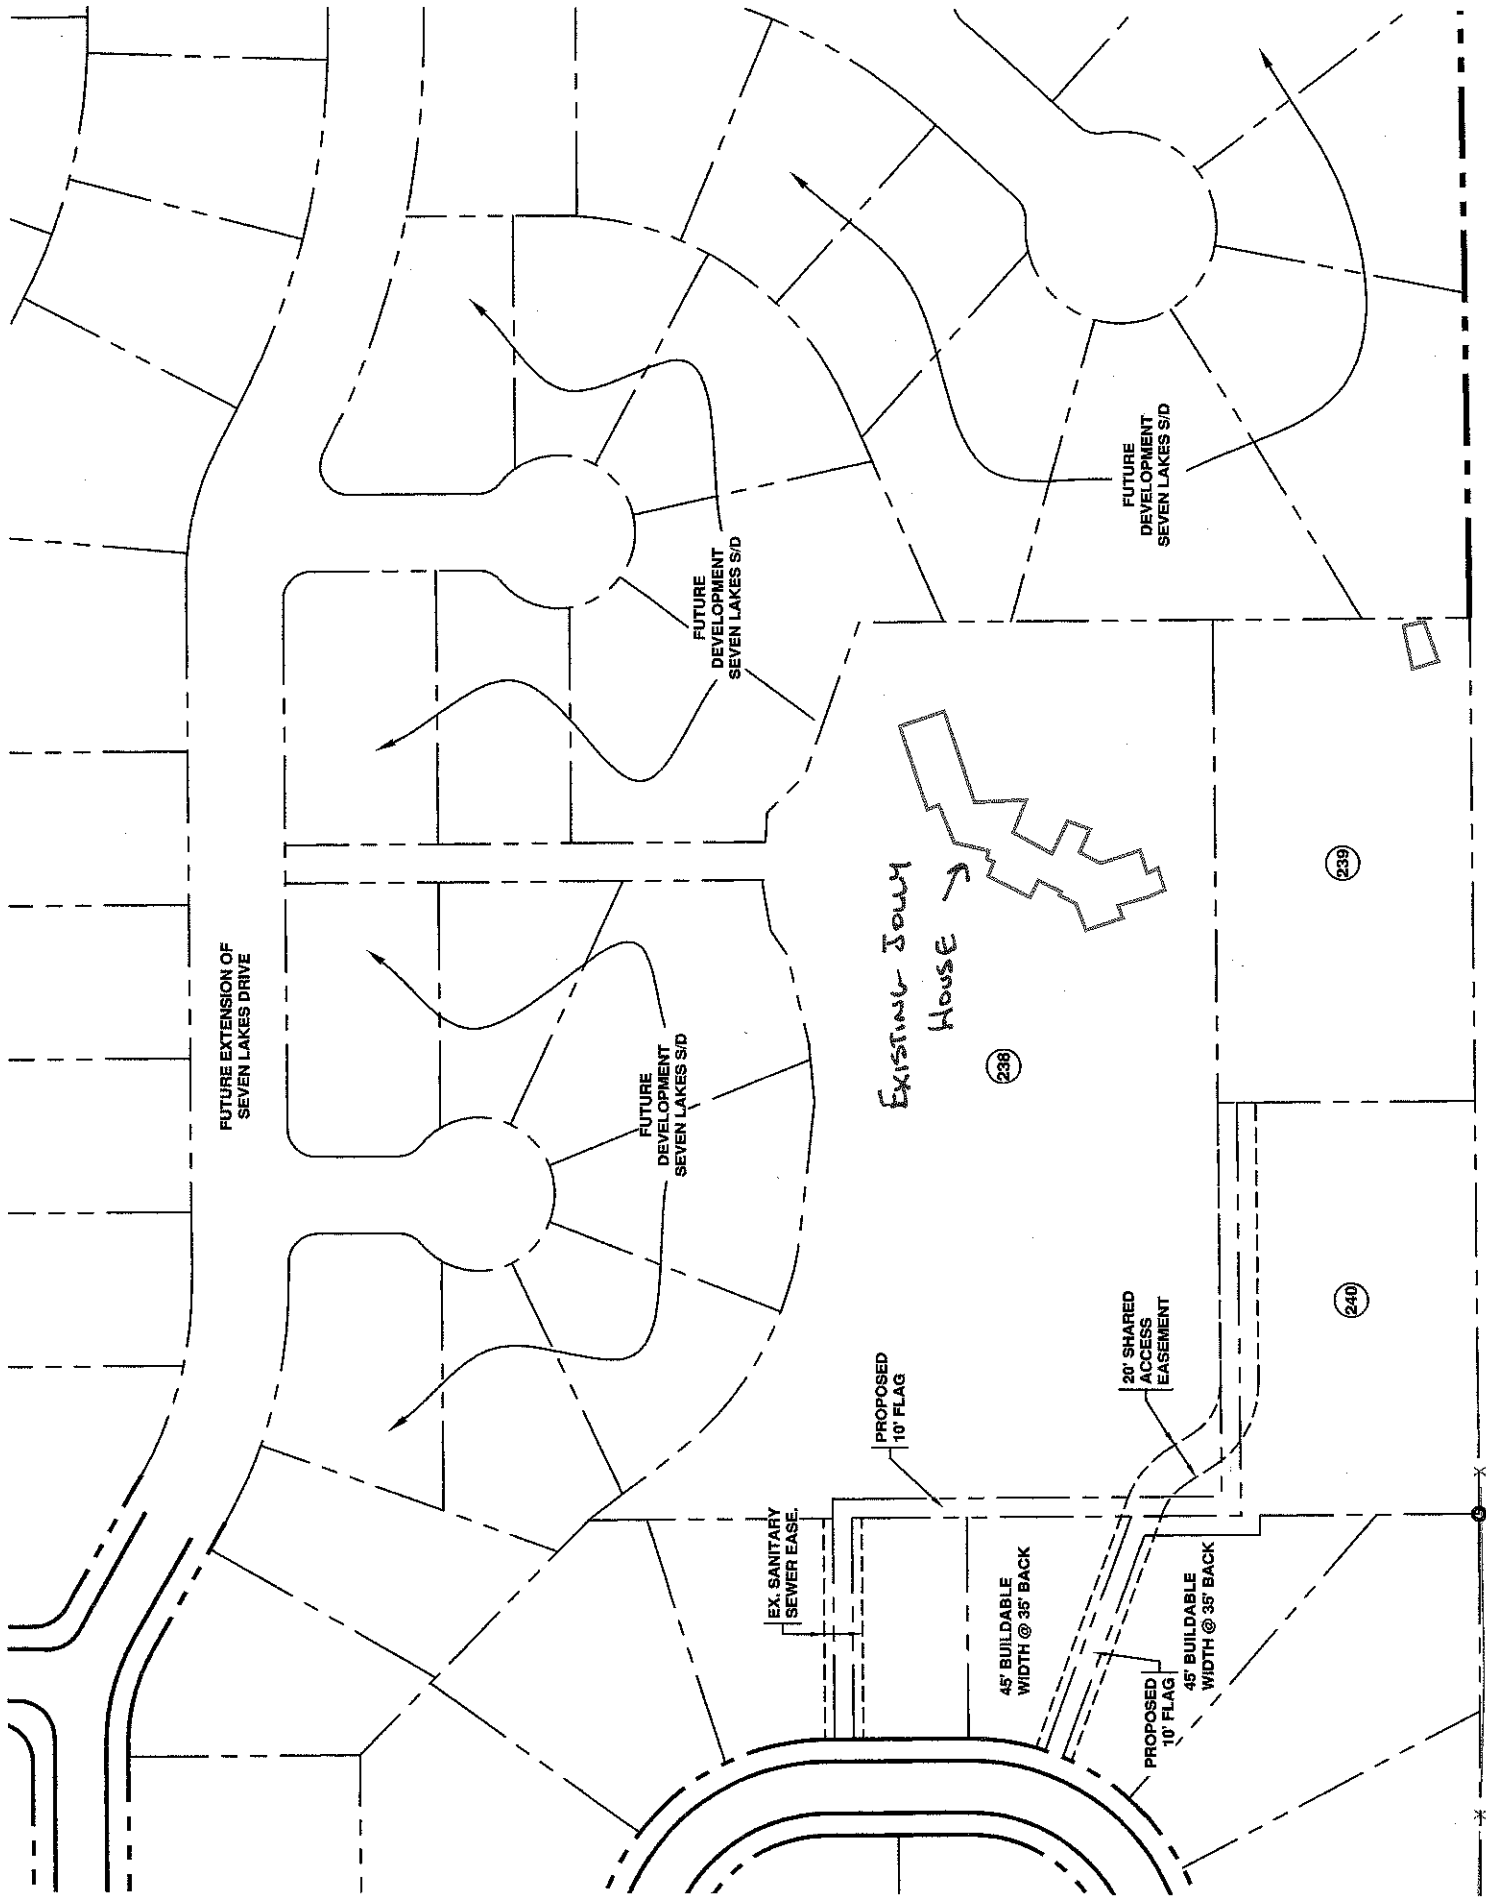 FUTURE EXTENSION OF
SEVEN LAKES DRIVE
FUTURE
DEVELOPMENT
SEVEN LAKES S/D
FUTURE
DEVELOPMENT
SEVEN LAKES S/D
FUTURE
DEVELOPMENT
SEVEN LAKES S/D
EXISTING JOLLY
HOUSE
238
239
240
PROPOSED
10' FLAG
20' SHARED
ACCESS
EASEMENT
EX. SANITARY
SEWER EASE.
45' BUILDABLE
WIDTH @ 35' BACK
45' BUILDABLE
WIDTH @ 35' BACK
PROPOSED
10' FLAG